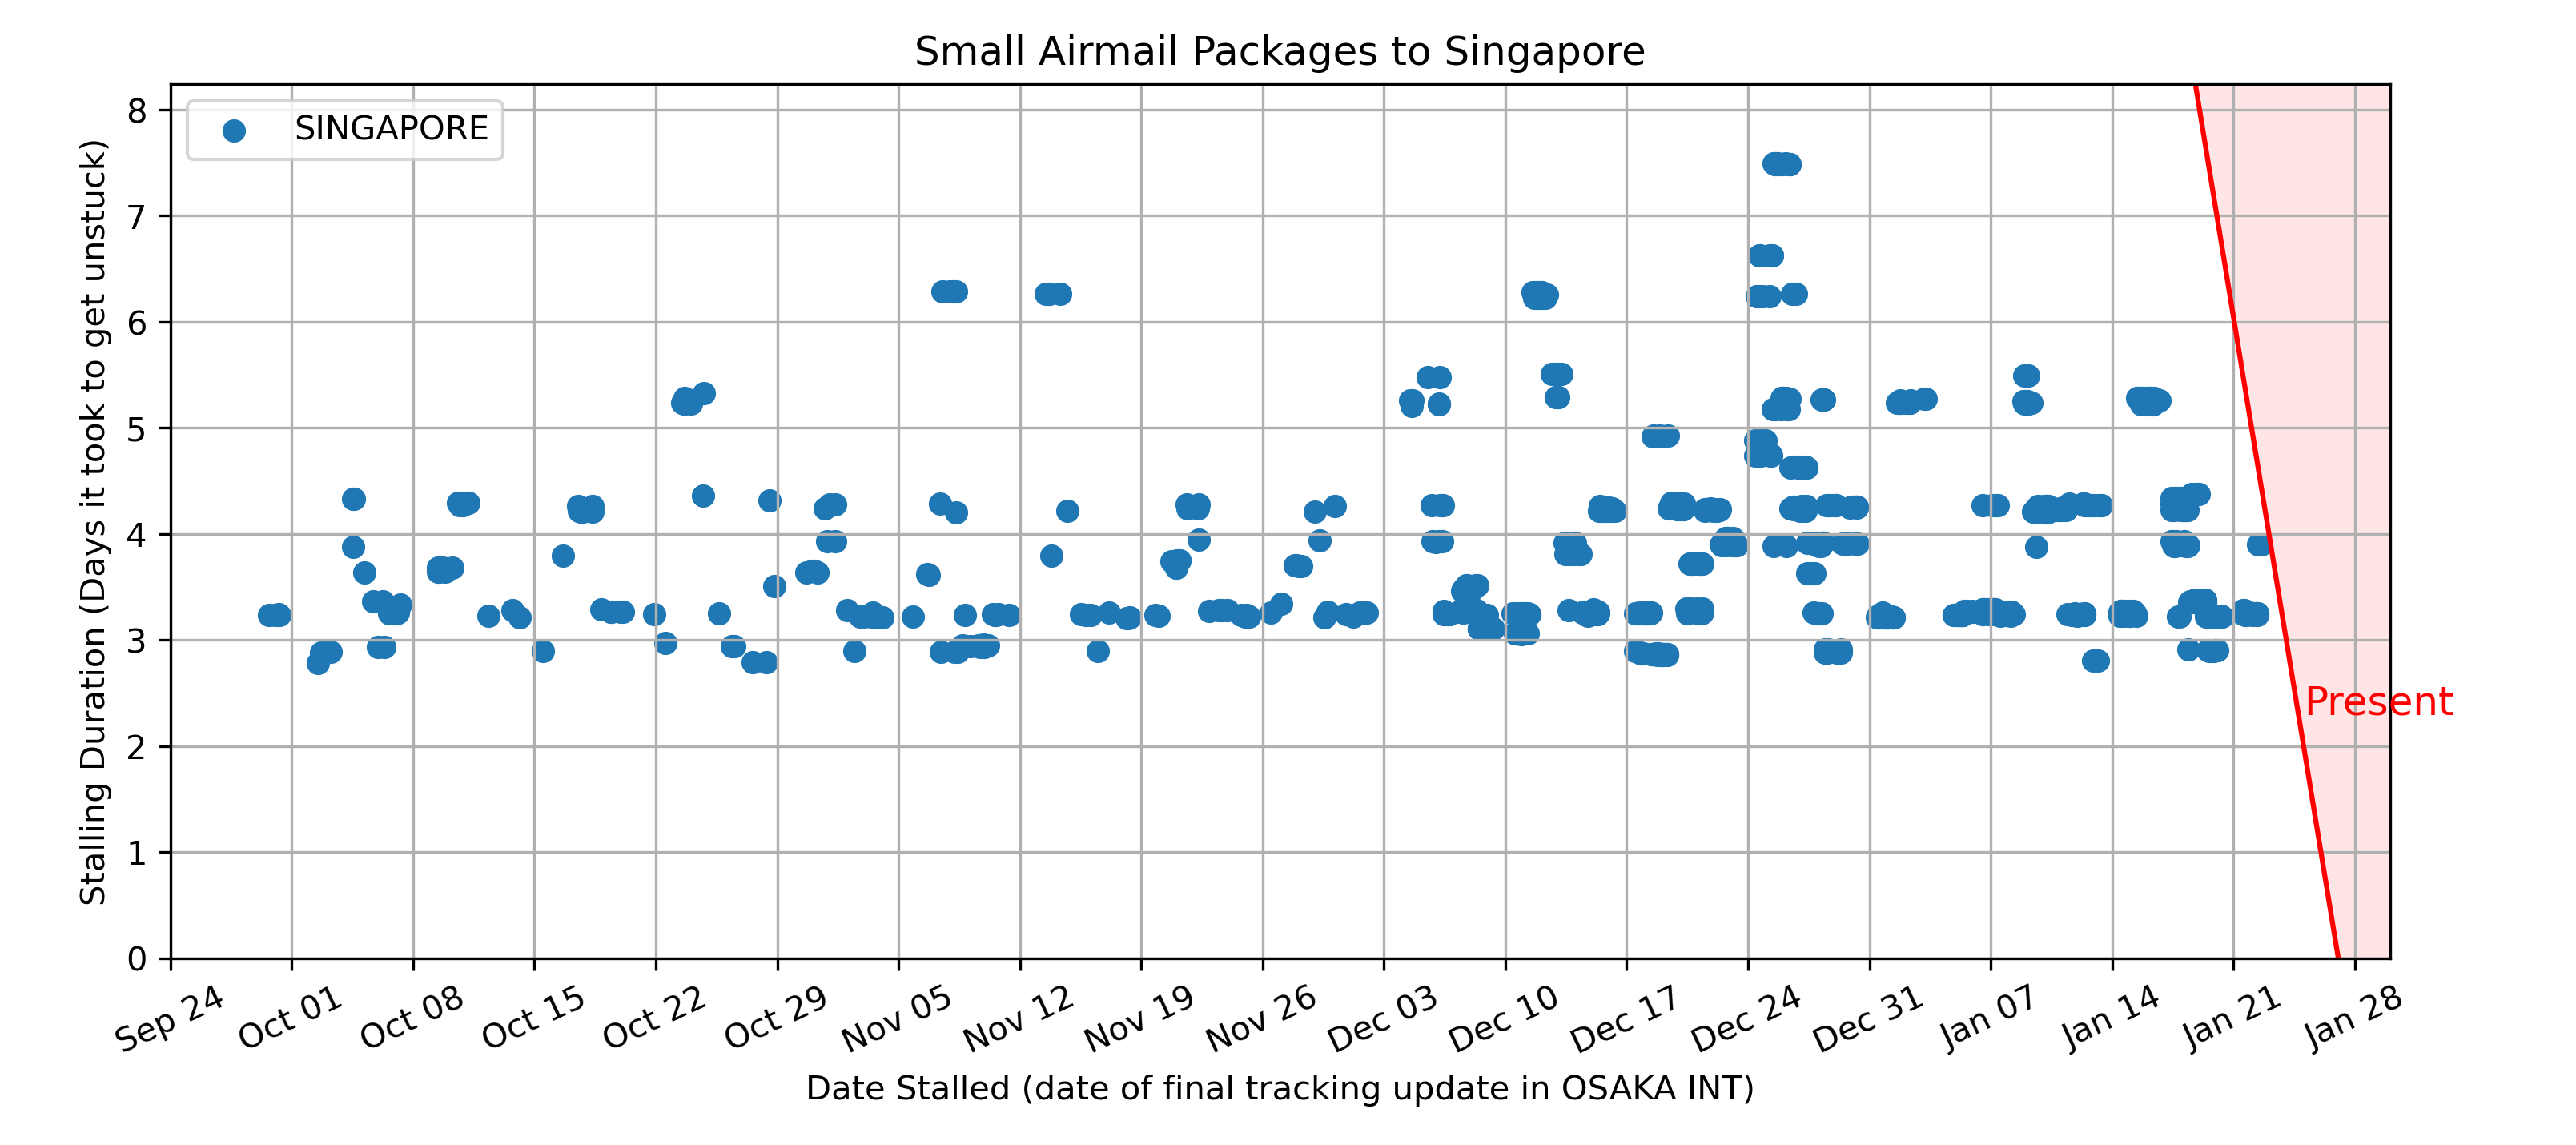 Small Airmail Packages to Singapore
SINGAPORE
Stalling Duration (Days it took to get unstuck)
8
7
6
5
4
3
2
1
0
Present
Sep 24
Oct 01
Oct 08
Oct 15
Oct 22
Oct 29
Nov 05
Nov 12
Nov 19
Nov 26
Dec 03
Dec 10
Dec 17
Dec 24
Dec 31
Jan 07
Jan 14
Jan 21
Jan 28
Date Stalled (date of final tracking update in OSAKA INT)